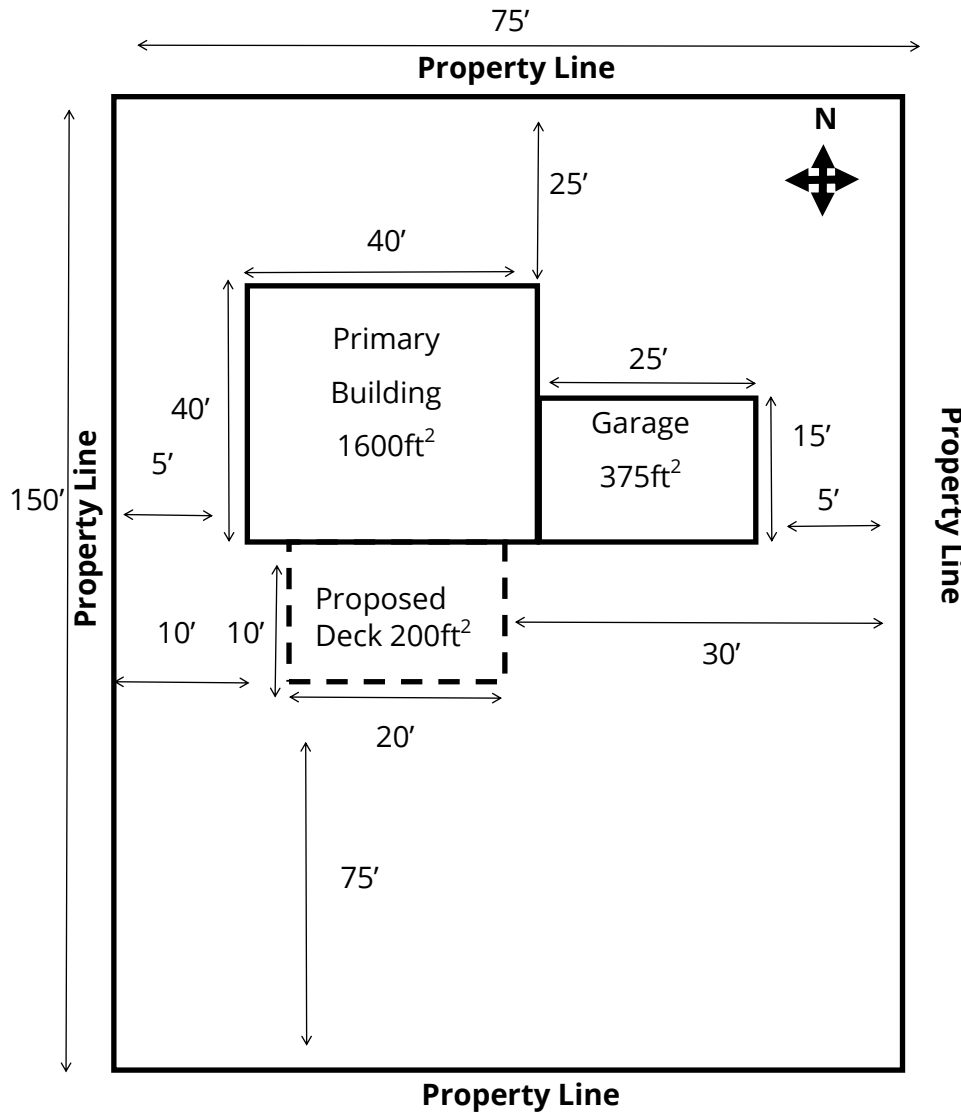 75’
Property Line
N
25’
40’
Primary
Building
1600ft²
40’
25’
Garage
375ft²
15’
5’
5’
150’
Property Line
Property Line
Proposed
Deck 200ft²
10’
10’
30’
20’
75’
Property Line